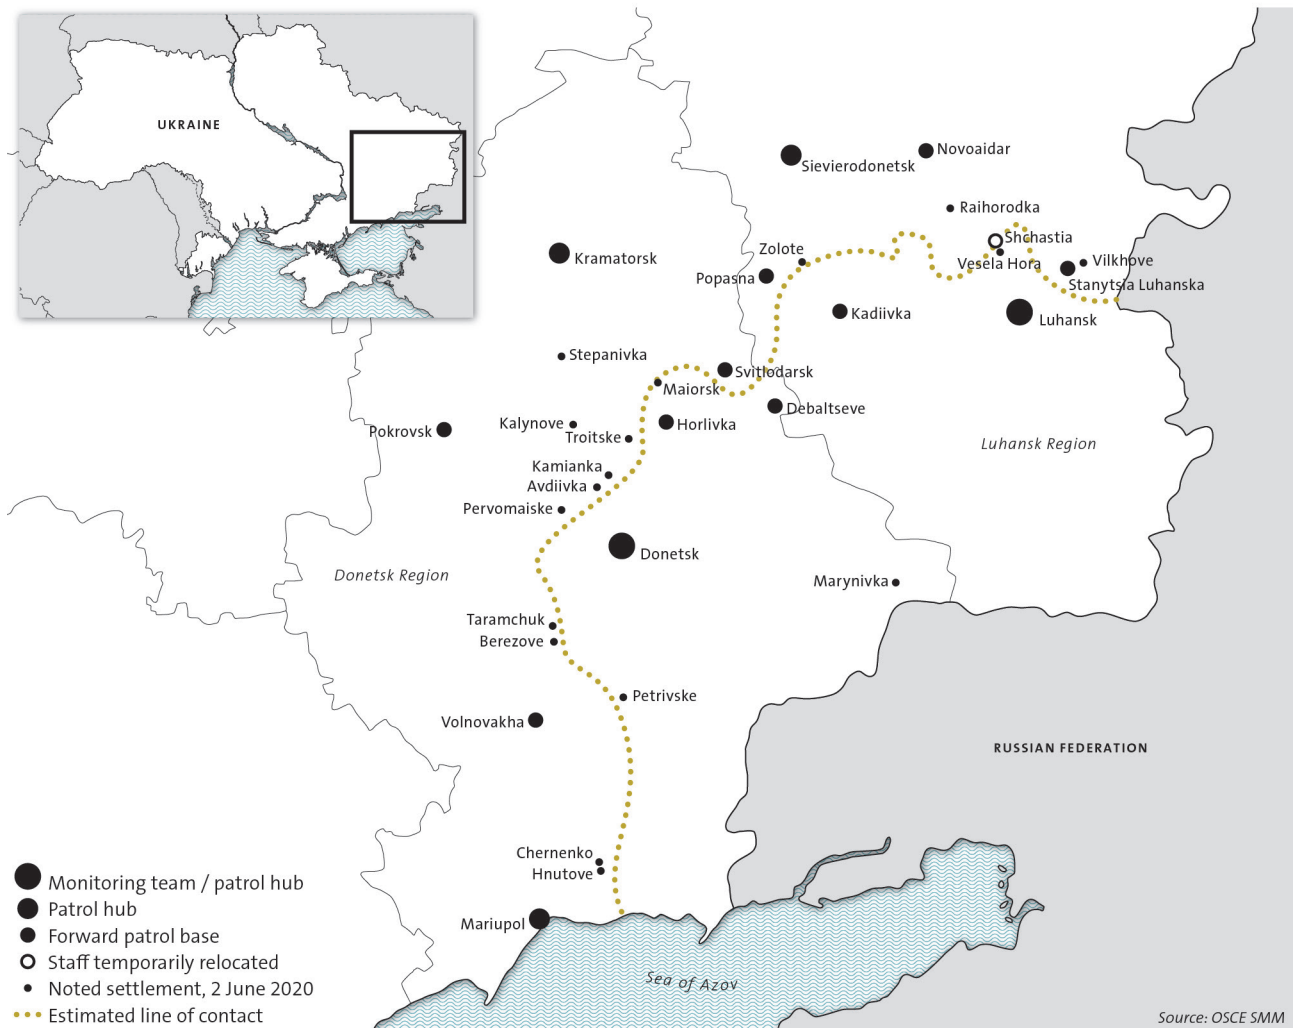 UKRAINE
Sievierodonetsk
Novoaidar
Raihorodka
Shchastia
Zolote
Kramatorsk
Vesela Hora
Vilkhove
Popasna
Stanytsia Luhanska
Kadiivka
Luhansk
Stepanivka
Svitlodarsk
Maiorsk
Debaltseve
Kalynove
Horlivka
Pokrovsk
Troitske
Luhansk Region
Kamianka
Avdiivka
Pervomaiske
Donetsk
Donetsk Region
Marynivka
Taramchuk
Berezove
Petrivske
Volnovakha
RUSSIAN FEDERATION
Chernenko
Hnutove
Mariupol
Sea of Azov
Monitoring team / patrol hub
Patrol hub
Forward patrol base
Staff temporarily relocated
Noted settlement, 2 June 2020
Estimated line of contact
Source: OSCE SMM